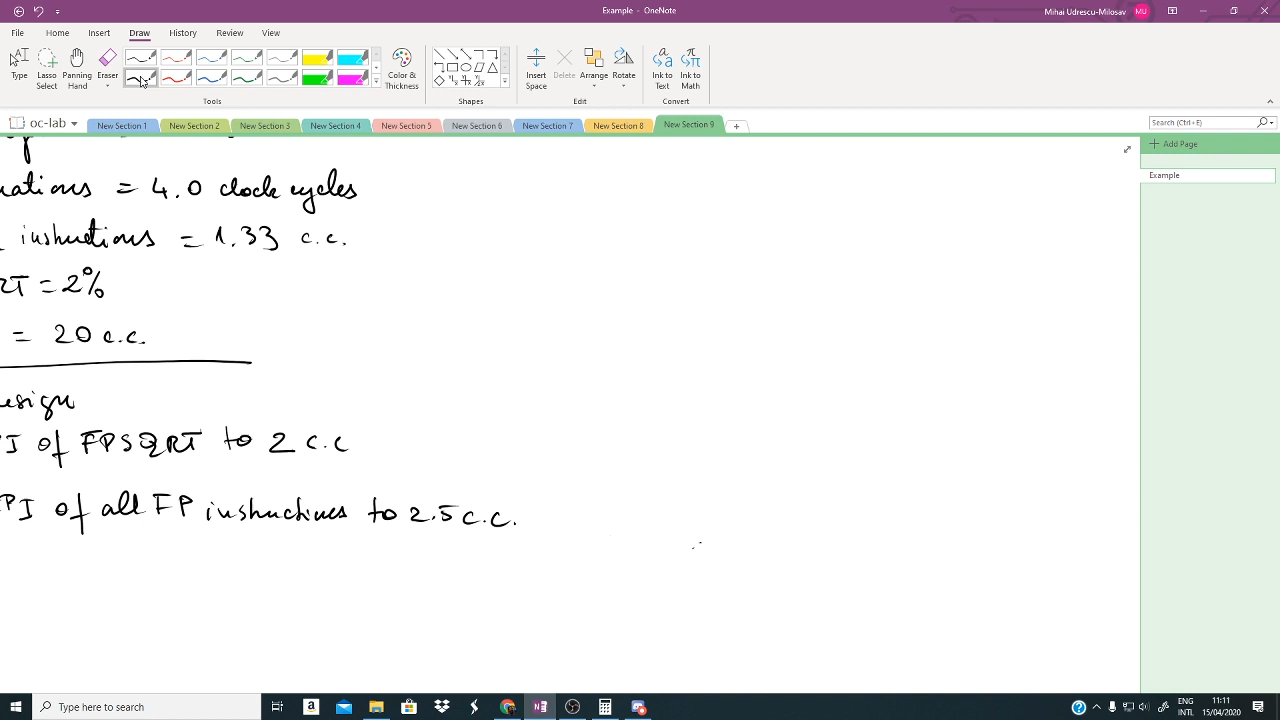 Example - OneNote
Mihai Udrescu-Milosav
MU
File Home Insert Draw History Review View
Type
Lasso Select
Panning Hand
Eraser
Color & Thickness
Insert Space
Delete
Arrange
Rotate
Ink to Text
Ink to Math
Tools
Shapes
Edit
Convert
oc-lab
New Section 1
New Section 2
New Section 3
New Section 4
New Section 5
New Section 6
New Section 7
New Section 8
New Section 9
Search (Ctrl+E)
Add Page
Example
rations = 4.0 clock cycles
instructions = 1.33 c.c.
RT = 2%
= 20 c.c.
esign
PI of FPSQRT to 2 c.c
PI of all FP instructions to 2.5 c.c.
Type here to search
ENG
INTL
11:11
15/04/2020